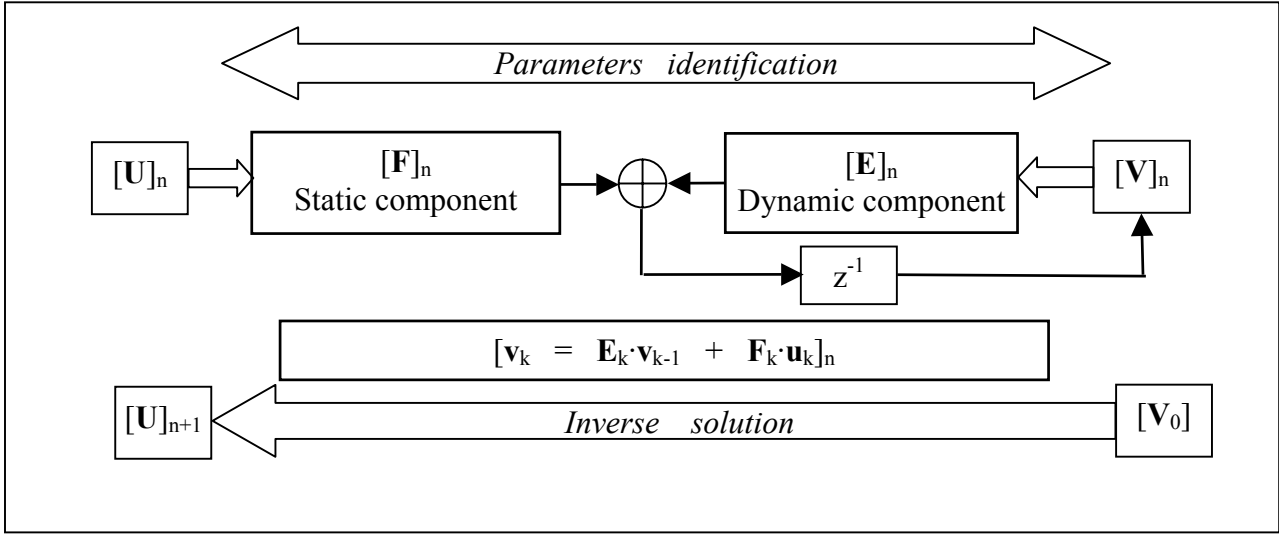 Parameters identification
[U]n
[F]n
Static component
[E]n
Dynamic component
[V]n
z-1
[vk = Ek·vk-1 + Fk·uk]n
[U]n+1
Inverse solution
[V0]